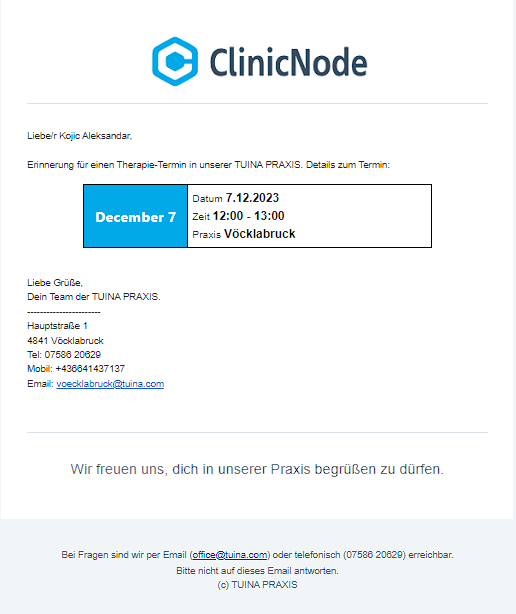 ClinicNode
Liebe/r Kojic Aleksandar,
Erinnerung für einen Therapie-Termin in unserer TUINA PRAXIS. Details zum Termin:
December 7
Datum 7.12.2023
Zeit 12:00 - 13:00
Praxis Vöcklabruck
Liebe Grüße,
Dein Team der TUINA PRAXIS.
-----------------------
Hauptstraße 1
4841 Vöcklabruck
Tel: 07586 20629
Mobil: +436641437137
Email: voecklabruck@tuina.com
Wir freuen uns, dich in unserer Praxis begrüßen zu dürfen.
Bei Fragen sind wir per Email (office@tuina.com) oder telefonisch (07586 20629) erreichbar.
Bitte nicht auf dieses Email antworten.
(c) TUINA PRAXIS